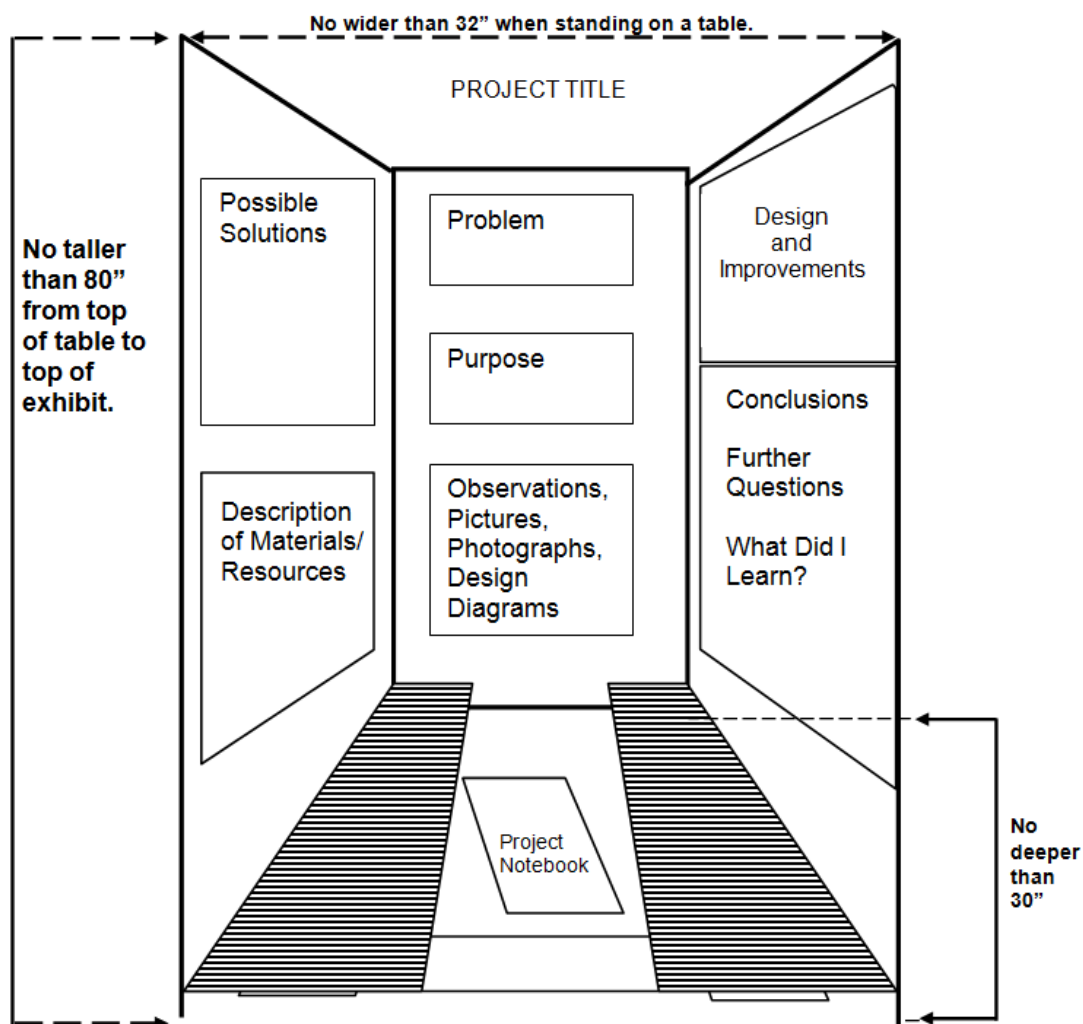 No wider than 32” when standing on a table.
PROJECT TITLE
No taller
than 80”
from top
of table to
top of
exhibit.
Possible
Solutions
Description
of Materials/
Resources
Problem
Purpose
Observations,
Pictures,
Photographs,
Design
Diagrams
Design
and
Improvements
Conclusions
Further
Questions
What Did I
Learn?
Project
Notebook
No
deeper
than
30”